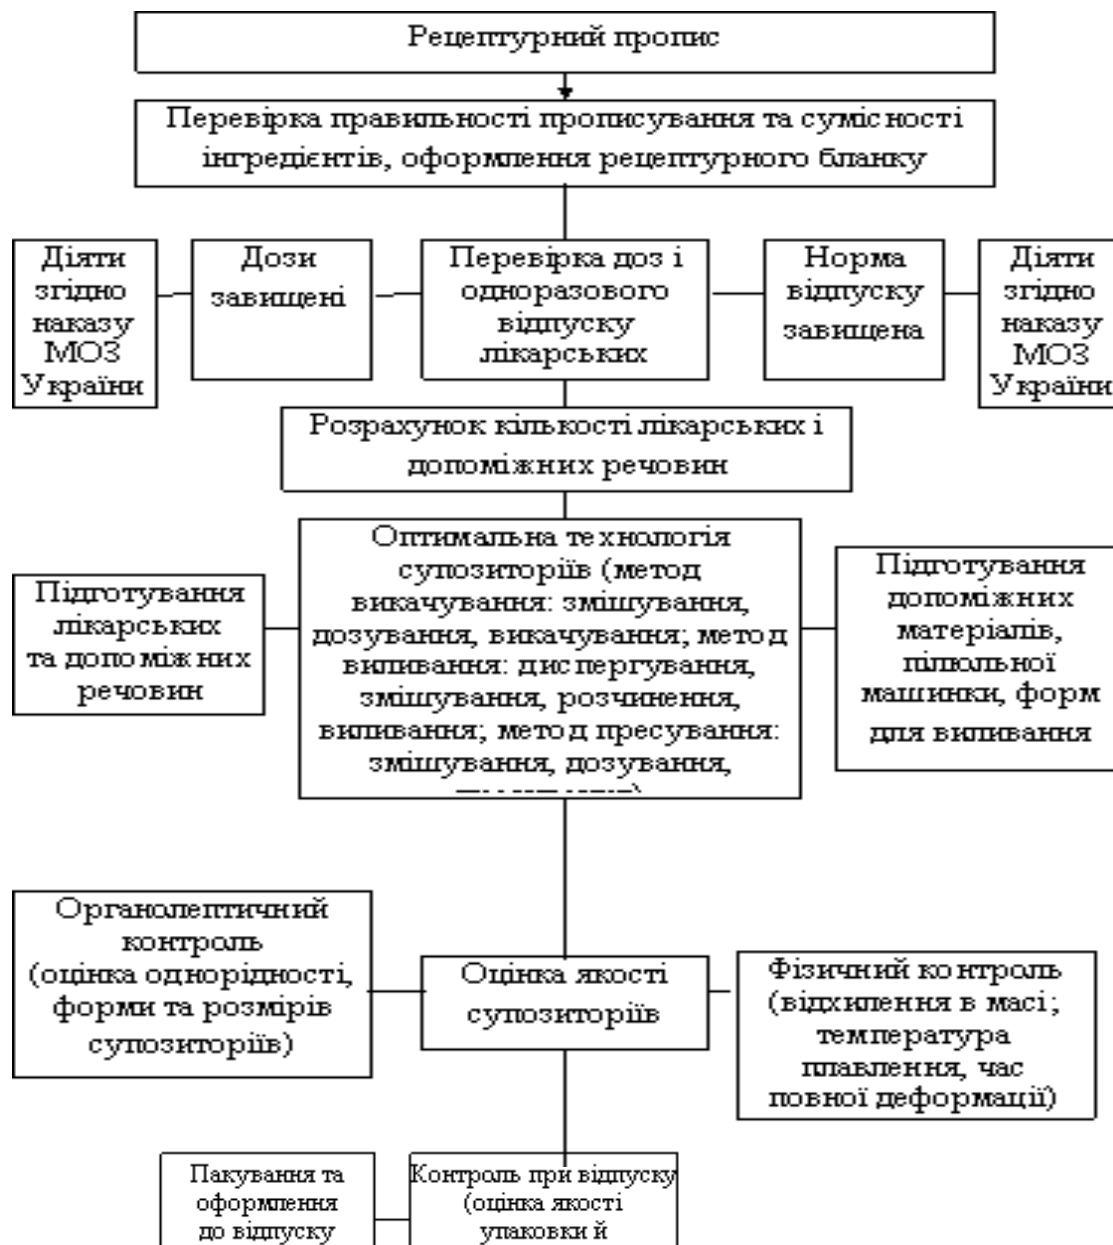 Рецептурний пропис
Перевірка правильності прописування та сумісності
інгредієнтів, оформлення рецептурного бланку
Діяти
згідно
наказу
МОЗ
України
Дози
завищені
Перевірка доз і
одноразового
відпуску
лікарських
Норма
відпуску
завищена
Діяти
згідно
наказу
МОЗ
України
Розрахунок кількості лікарських і
допоміжних речовин
Підготування
лікарських
та допоміжних
речовин
Оптимальна технологія
супозиторіїв (метод
викачування: змішування,
дозування, викачування; метод
виливання: диспергування,
змішування, розчинення,
виливання; метод пресування:
змішування, дозування,
Підготування
допоміжних
матеріалів,
пілюльної
машинки, форм
для виливання
Органолептичний
контроль
(оцінка однорідності,
форми та розмірів
супозиторіїв)
Оцінка якості
супозиторіїв
Фізичний контроль
(відхилення в масі;
температура
плавлення, час
повної деформації)
Пакування та
оформлення
до відпуску
Контроль при відпуску
(оцінка якості
упаковки й